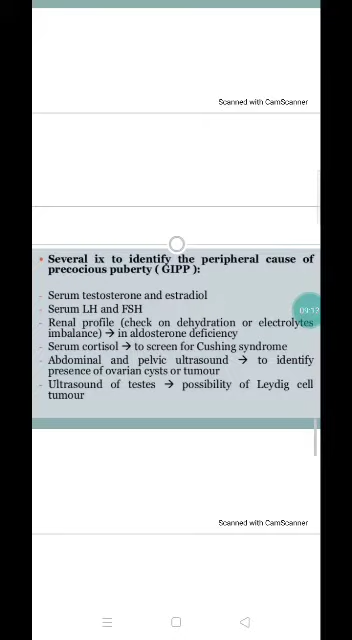 Scanned with CamScanner
• Several ix to identify the peripheral cause of
precocious puberty ( GIPP ):
- Serum testosterone and estradiol
- Serum LH and FSH
09:17
- Renal profile (check on dehydration or electrolytes
imbalance) → in aldosterone deficiency
- Serum cortisol → to screen for Cushing syndrome
- Abdominal and pelvic ultrasound → to identify
presence of ovarian cysts or tumour
- Ultrasound of testes → possibility of Leydig cell
tumour
Scanned with CamScanner